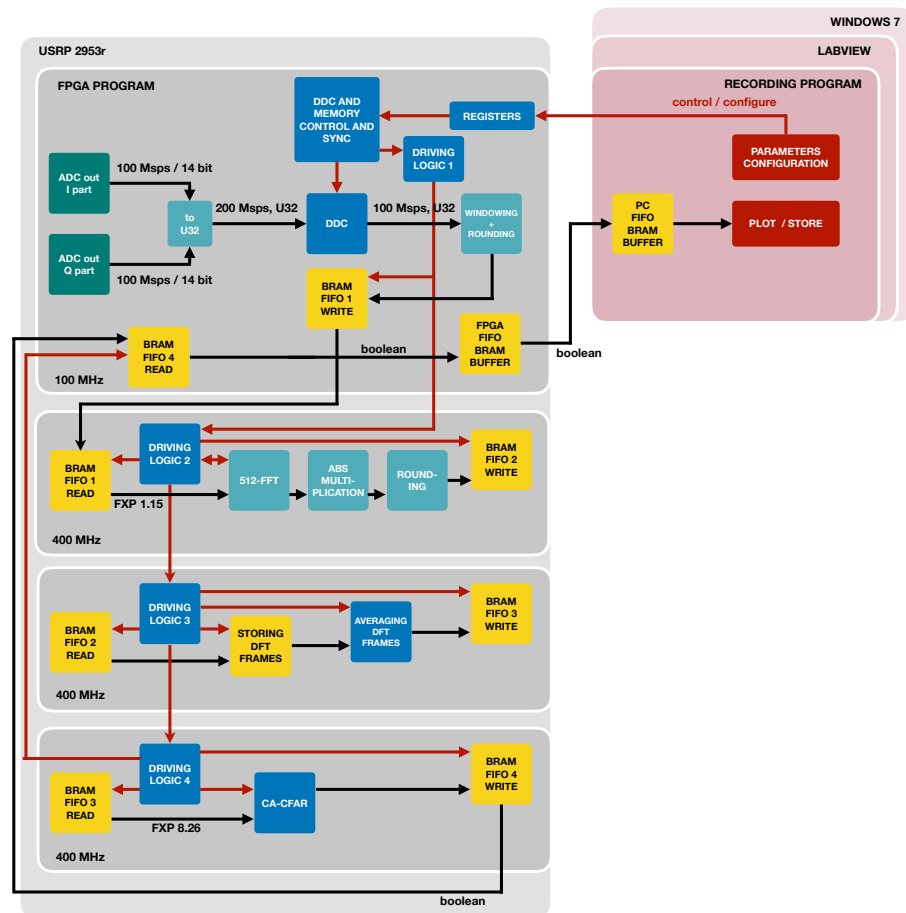 WINDOWS 7
USRP 2953r
LABVIEW
FPGA PROGRAM
RECORDING PROGRAM
control / configure
DDC AND
MEMORY
CONTROL AND
SYNC
REGISTERS
PARAMETERS
CONFIGURATION
DRIVING
LOGIC 1
100 Msps / 14 bit
ADC out
I part
to
U32
200 Msps, U32
DDC
100 Msps, U32
WINDOWING
+
ROUNDING
PC
FIFO
BRAM
BUFFER
PLOT / STORE
ADC out
Q part
100 Msps / 14 bit
BRAM
FIFO 1
WRITE
BRAM
FIFO 4
READ
boolean
FPGA
FIFO
BRAM
BUFFER
boolean
100 MHz
DRIVING
LOGIC 2
BRAM
FIFO 1
READ
FXP 1.15
512-FFT
ABS
MULTI-
PLICATION
ROUND-
ING
BRAM
FIFO 2
WRITE
400 MHz
DRIVING
LOGIC 3
BRAM
FIFO 2
READ
STORING
DFT
FRAMES
AVERAGING
DFT
FRAMES
BRAM
FIFO 3
WRITE
400 MHz
DRIVING
LOGIC 4
BRAM
FIFO 3
READ
FXP 8.26
CA-CFAR
BRAM
FIFO 4
WRITE
400 MHz
boolean